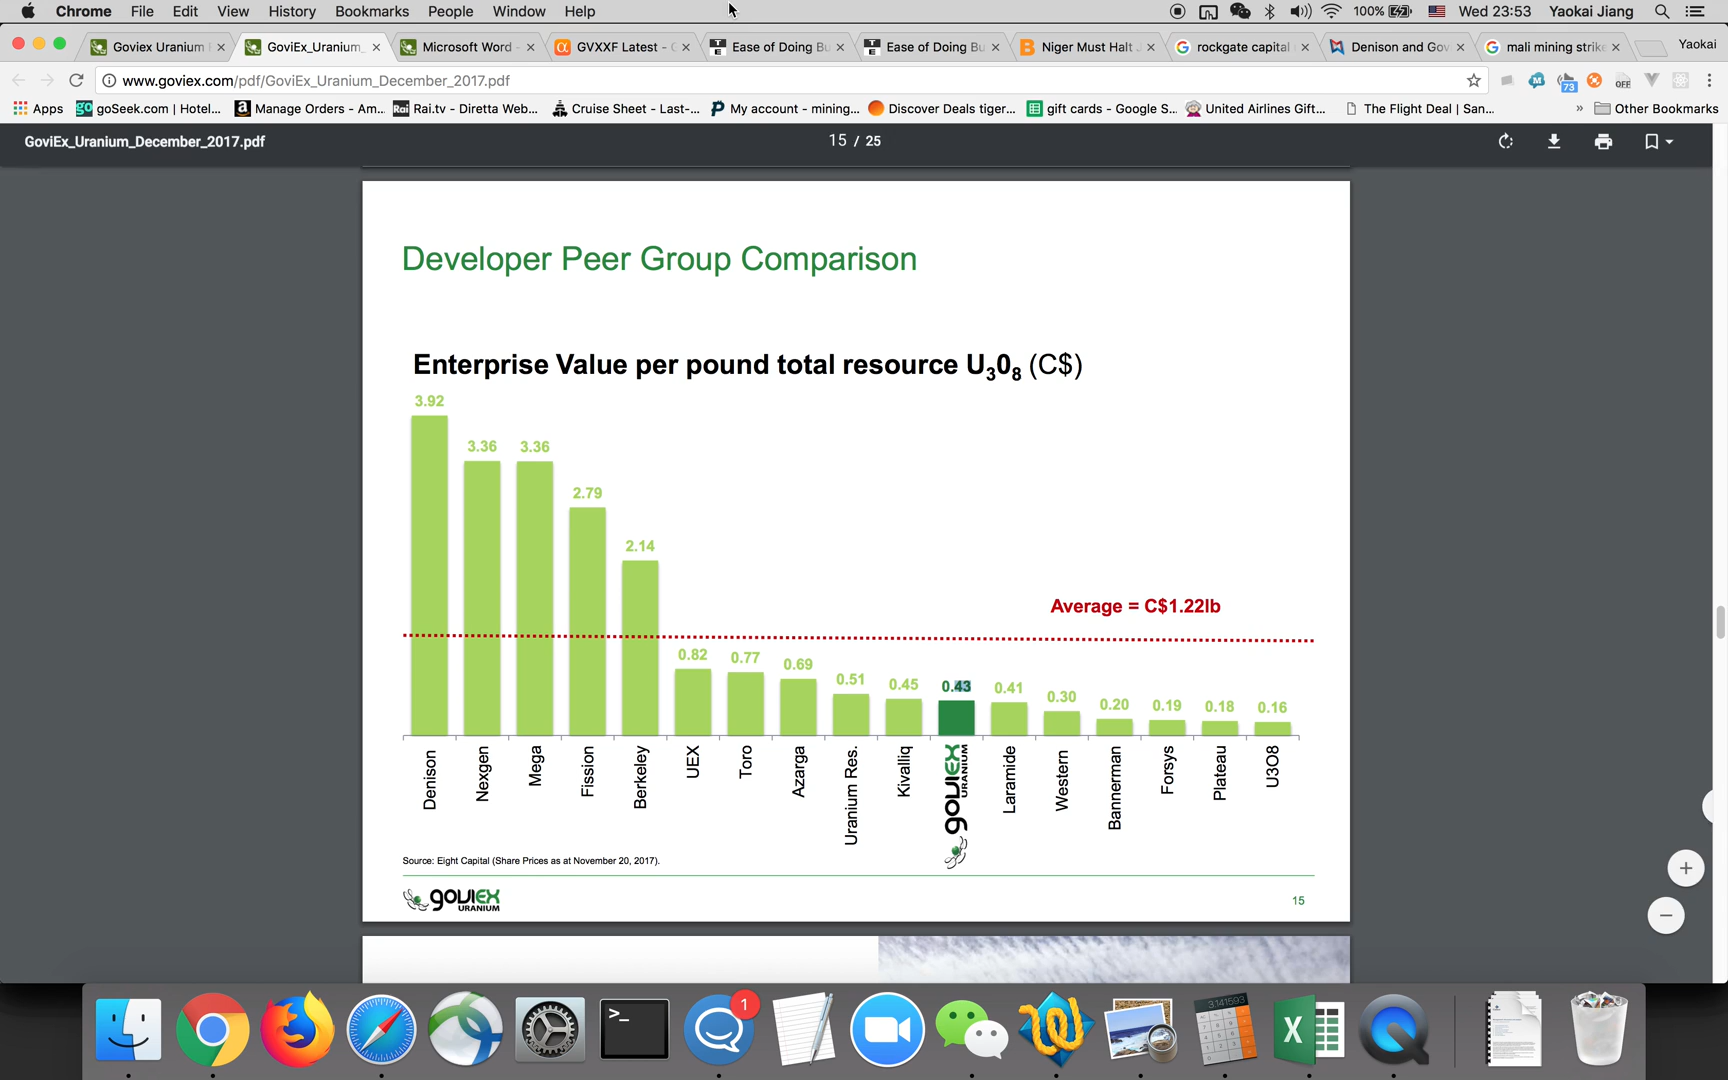 Chrome File Edit View History Bookmarks People Window Help 100% Wed 23:53 Yaokai Jiang
Goviex Uranium GoviEx_Uranium_ Microsoft Word - GVXXF Latest - Ease of Doing Bu Ease of Doing Bu Niger Must Halt rockgate capital Denison and Gov mali mining strike Yaokai
www.goviex.com/pdf/GoviEx_Uranium_December_2017.pdf 73 OFF
Apps goSeek.com | Hotel... Manage Orders - Am... Rai.tv - Diretta Web... Cruise Sheet - Last-... My account - mining... Discover Deals tiger... gift cards - Google S... United Airlines Gift... The Flight Deal | San... » Other Bookmarks
GoviEx_Uranium_December_2017.pdf 15 / 25
Developer Peer Group Comparison
Enterprise Value per pound total resource U₃0₈ (C$)
3.92
3.36 3.36
2.79
2.14
Average = C$1.22lb
0.82 0.77 0.69 0.51 0.45 0.43 0.41 0.30 0.20 0.19 0.18 0.16
Denison Nexgen Mega Fission Berkeley UEX Toro Azarga Uranium Res. Kivalliq GOVIEX URANIUM Laramide Western Bannerman Forsys Plateau U3O8
Source: Eight Capital (Share Prices as at November 20, 2017).
GOVIEX
URANIUM
15
1
3.141593